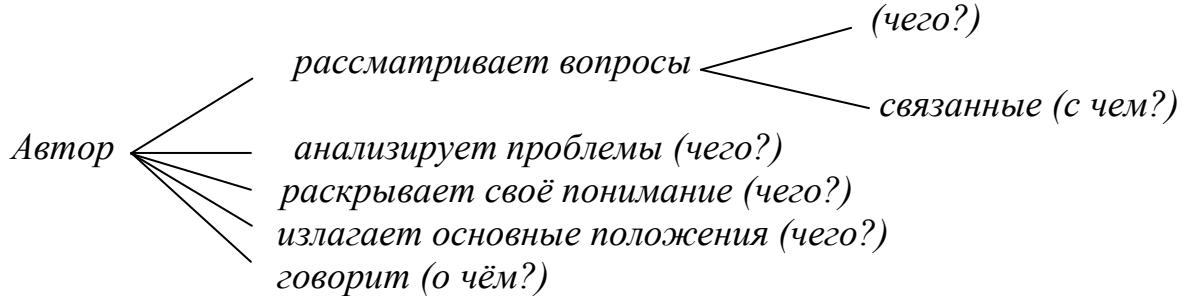 (чего?)
рассматривает вопросы
связанные (с чем?)
Автор
анализирует проблемы (чего?)
раскрывает своё понимание (чего?)
излагает основные положения (чего?)
говорит (о чём?)